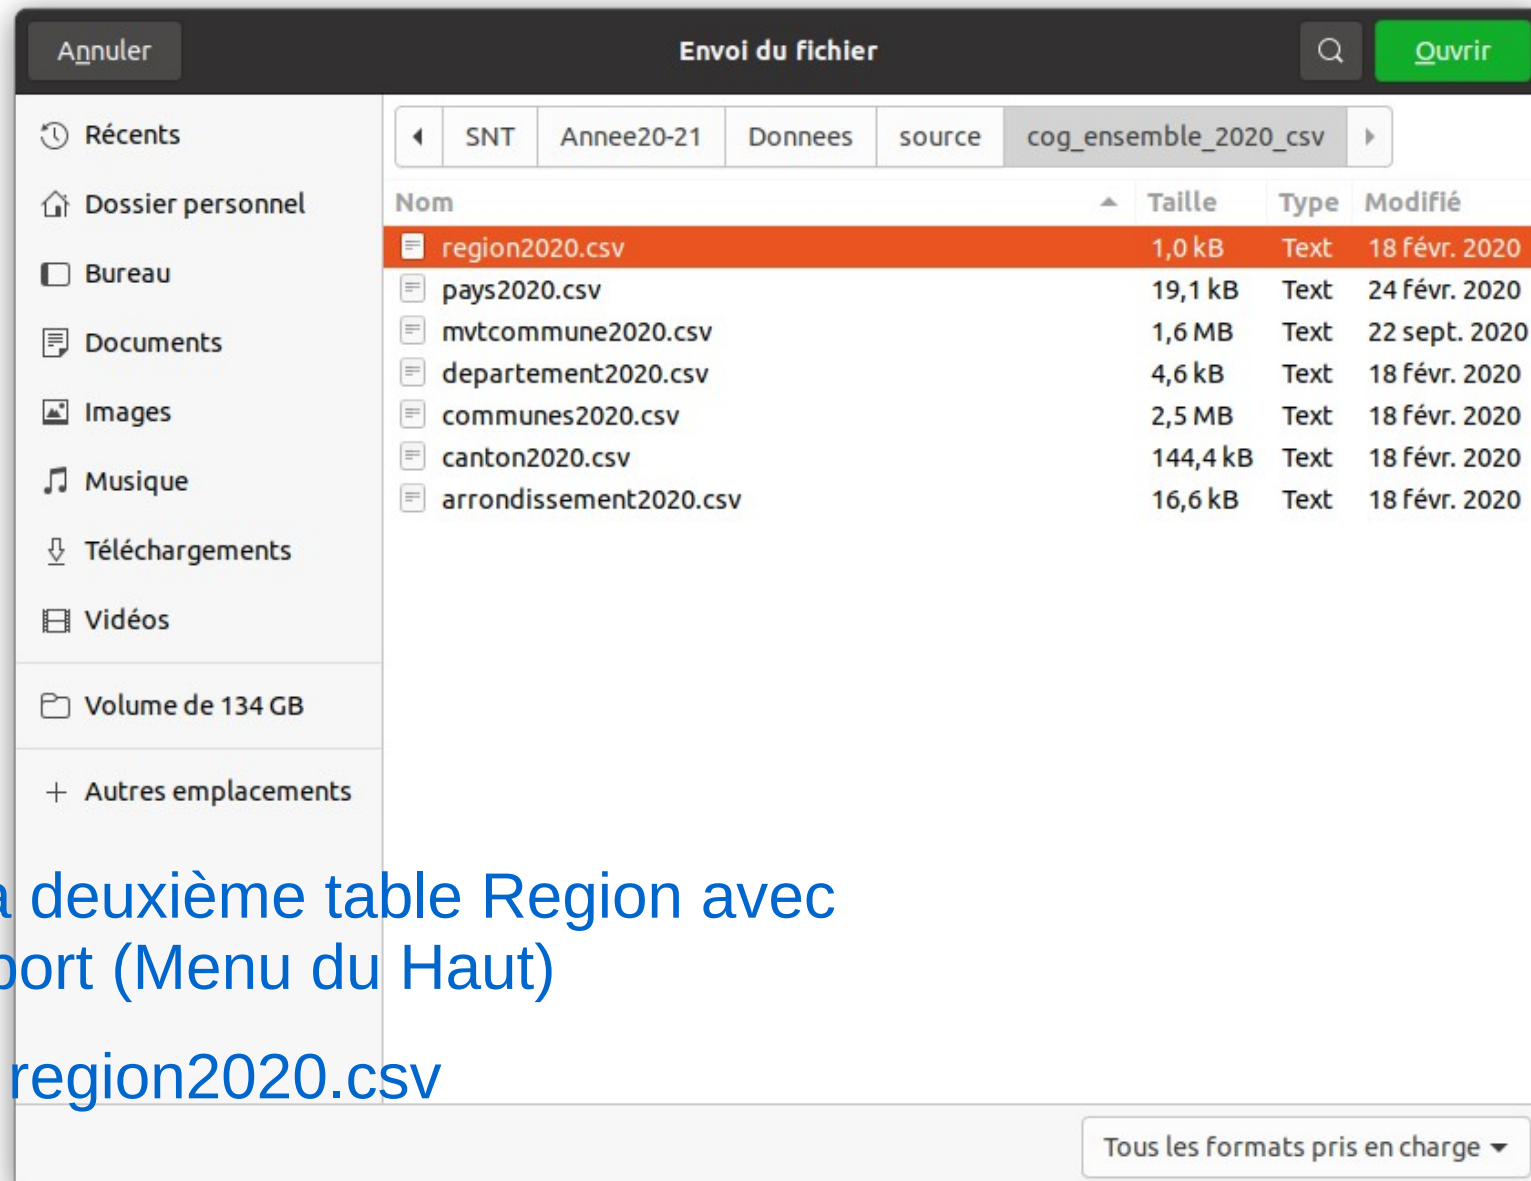 Annuler
Envoi du fichier
Ouvrir
Récents
Dossier personnel
Bureau
Documents
Images
Musique
Téléchargements
Vidéos
Volume de 134 GB
+ Autres emplacements
SNT Annee20-21 Donnees source cog_ensemble_2020_csv
Nom Taille Type Modifié
region2020.csv 1,0 kB Text 18 févr. 2020
pays2020.csv 19,1 kB Text 24 févr. 2020
mvtcommune2020.csv 1,6 MB Text 22 sept. 2020
departement2020.csv 4,6 kB Text 18 févr. 2020
communes2020.csv 2,5 MB Text 18 févr. 2020
canton2020.csv 144,4 kB Text 18 févr. 2020
arrondissement2020.csv 16,6 kB Text 18 févr. 2020
a deuxième table Region avec
port (Menu du Haut)
region2020.csv
Tous les formats pris en charge